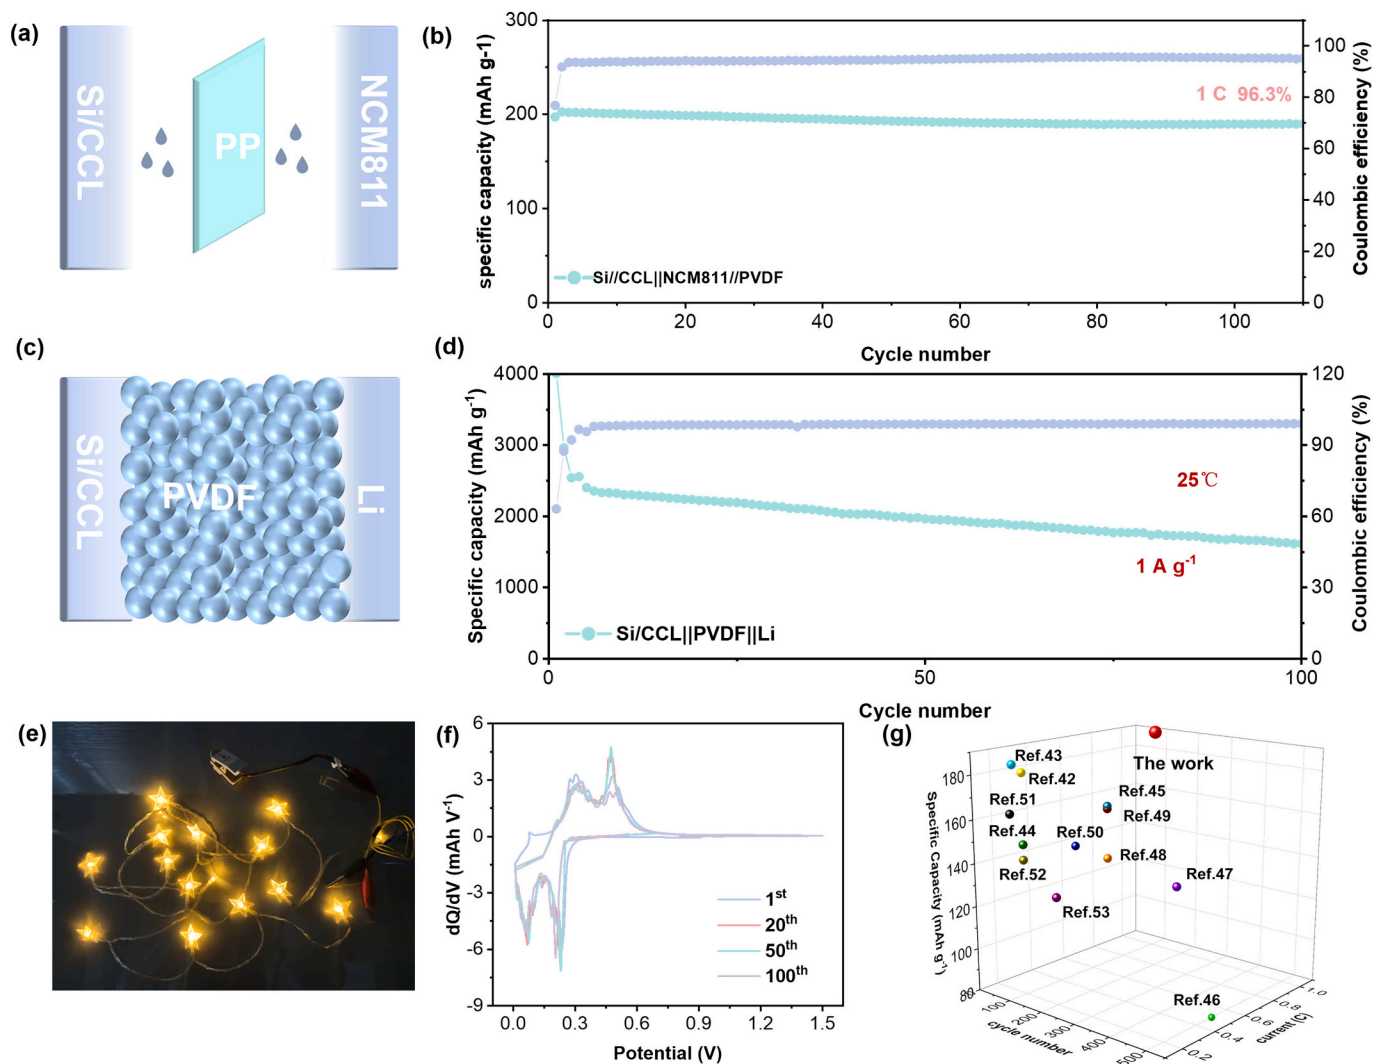 (a)
Si/CCL
PP
NCM811
(b)
300
200
100
0
specific capacity (mAh g-1)
100
80
60
40
20
0
Coulombic efficiency (%)
1 C 96.3%
Si//CCL||NCM811//PVDF
0
20
40
60
80
100
Cycle number
(c)
Si/CCL
PVDF
Li
(d)
4000
3000
2000
1000
0
Specific capacity (mAh g⁻¹)
120
90
60
30
0
Coulombic efficiency (%)
25℃
1 A g⁻¹
Si/CCL||PVDF||Li
0
50
100
Cycle number
(e)
(f)
6
3
0
-3
-6
-9
dQ/dV (mAh V⁻¹)
1ˢᵗ
20ᵗʰ
50ᵗʰ
100ᵗʰ
0.0
0.3
0.6
0.9
1.2
1.5
Potential (V)
(g)
The work
Ref.43
Ref.42
Ref.51
Ref.45
Ref.49
Ref.44
Ref.50
Ref.52
Ref.48
Ref.47
Ref.53
Ref.46
180
160
140
120
100
80
Specific Capacity (mAh g⁻¹)
100
200
300
400
500
cycle number
0.2
0.4
0.6
0.8
1.0
current (C)